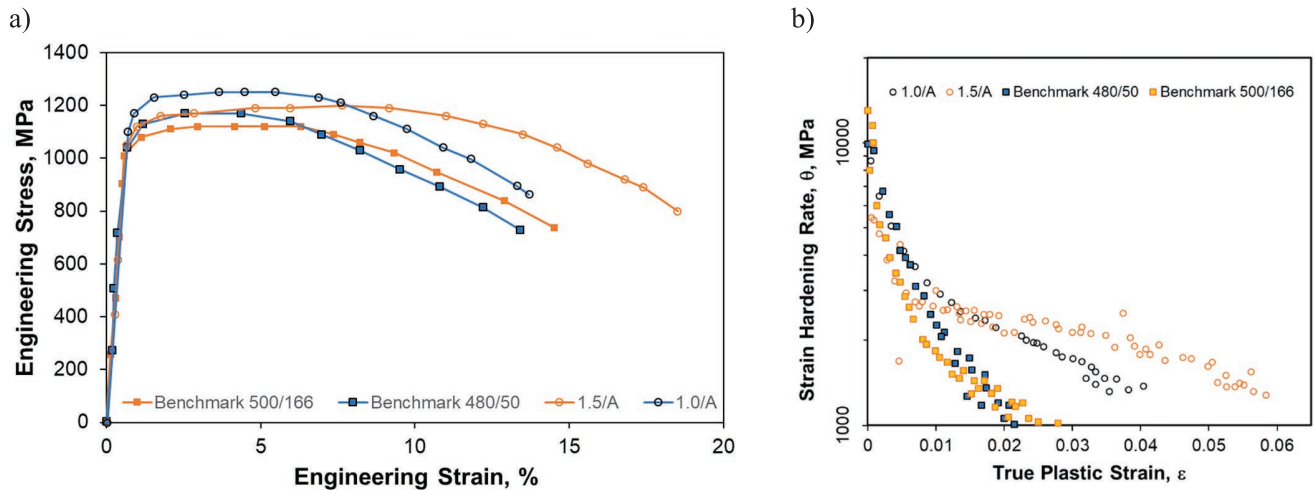 a)
Engineering Stress, MPa
1400
1200
1000
800
600
400
200
0
0 5 10 15 20
Engineering Strain, %
Benchmark 500/166 Benchmark 480/50 1.5/A 1.0/A
b)
Strain Hardening Rate, θ, MPa
10000
1000
1.0/A 1.5/A Benchmark 480/50 Benchmark 500/166
0 0.01 0.02 0.03 0.04 0.05 0.06
True Plastic Strain, ε